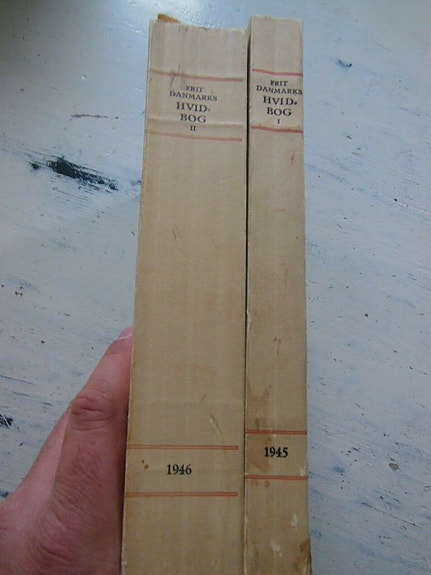 FRIT
DANMARKS
HVID-
BOG
II
1946
FRIT
DANMARKS
HVID-
BOG
I
1945